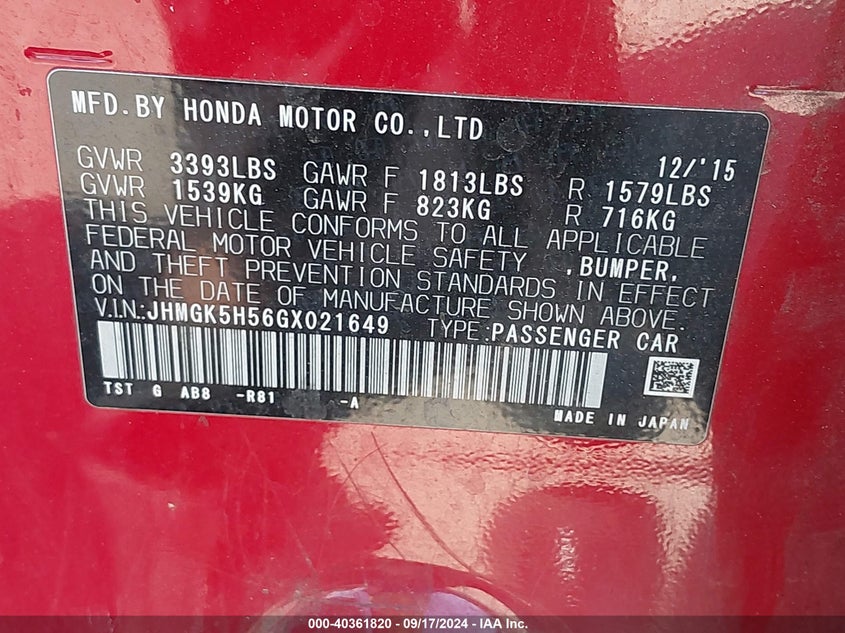 MFD.BY HONDA MOTOR CO.,LTD
12/'15
GVWR 3393LBS GAWR F 1813LBS R 1579LBS
GVWR 1539KG GAWR F 823KG R 716KG
THIS VEHICLE CONFORMS TO ALL APPLICABLE
FEDERAL MOTOR VEHICLE SAFETY ,BUMPER,
AND THEFT PREVENTION STANDARDS IN EFFECT
ON THE DATE OF MANUFACTURE SHOWN ABOVE.
V.I.N:JHMGK5H56GX021649 TYPE:PASSENGER CAR
TST G AB8 -R81 -A
MADE IN JAPAN
000-40361820 - 09/17/2024 - IAA Inc.